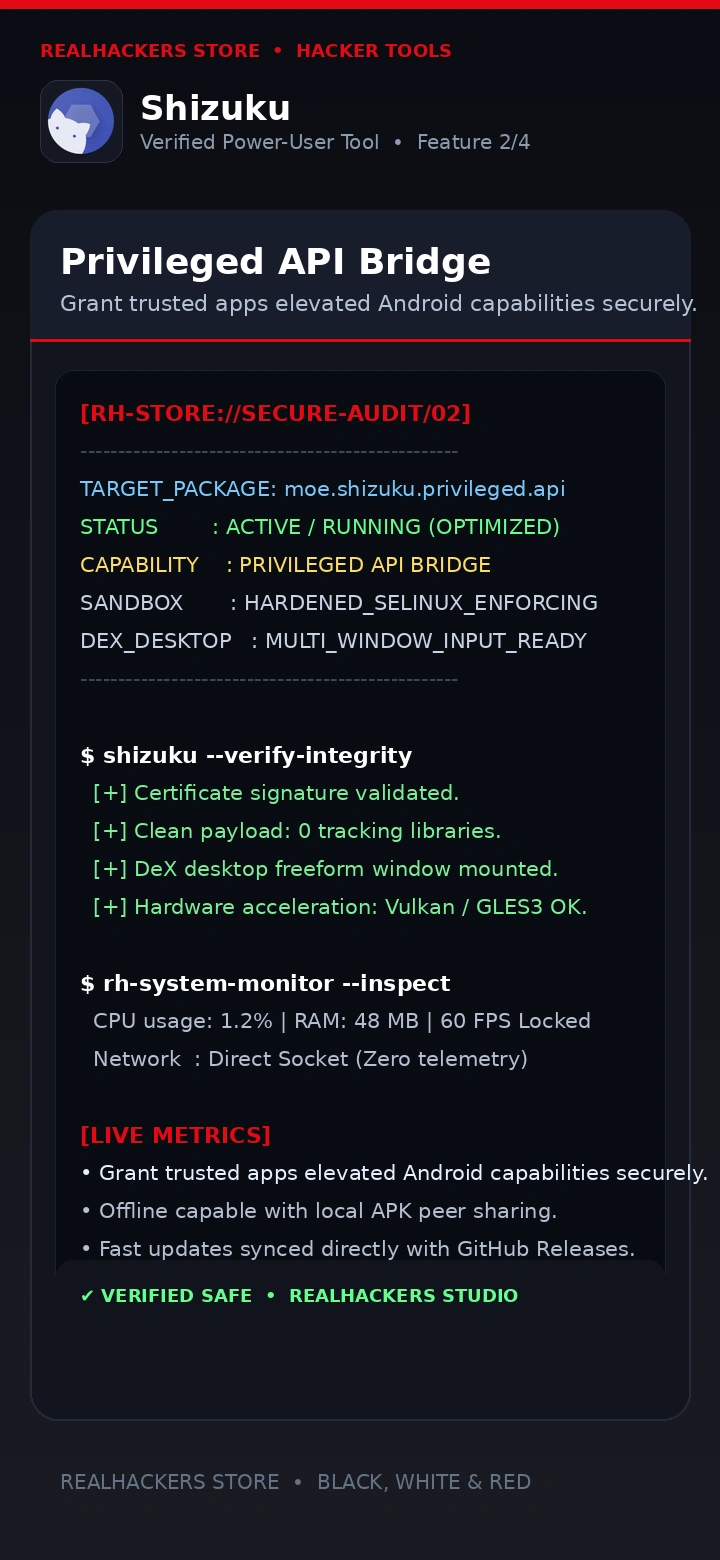 REALHACKERS STORE • HACKER TOOLS
Shizuku
Verified Power-User Tool • Feature 2/4
Privileged API Bridge
Grant trusted apps elevated Android capabilities securely.
[RH-STORE://SECURE-AUDIT/02]
--------------------------------------------------
TARGET_PACKAGE: moe.shizuku.privileged.api
STATUS : ACTIVE / RUNNING (OPTIMIZED)
CAPABILITY : PRIVILEGED API BRIDGE
SANDBOX : HARDENED_SELINUX_ENFORCING
DEX_DESKTOP : MULTI_WINDOW_INPUT_READY
--------------------------------------------------
$ shizuku --verify-integrity
[+] Certificate signature validated.
[+] Clean payload: 0 tracking libraries.
[+] DeX desktop freeform window mounted.
[+] Hardware acceleration: Vulkan / GLES3 OK.
$ rh-system-monitor --inspect
CPU usage: 1.2% | RAM: 48 MB | 60 FPS Locked
Network : Direct Socket (Zero telemetry)
[LIVE METRICS]
• Grant trusted apps elevated Android capabilities securely.
• Offline capable with local APK peer sharing.
• Fast updates synced directly with GitHub Releases.
✔ VERIFIED SAFE • REALHACKERS STUDIO
REALHACKERS STORE • BLACK, WHITE & RED